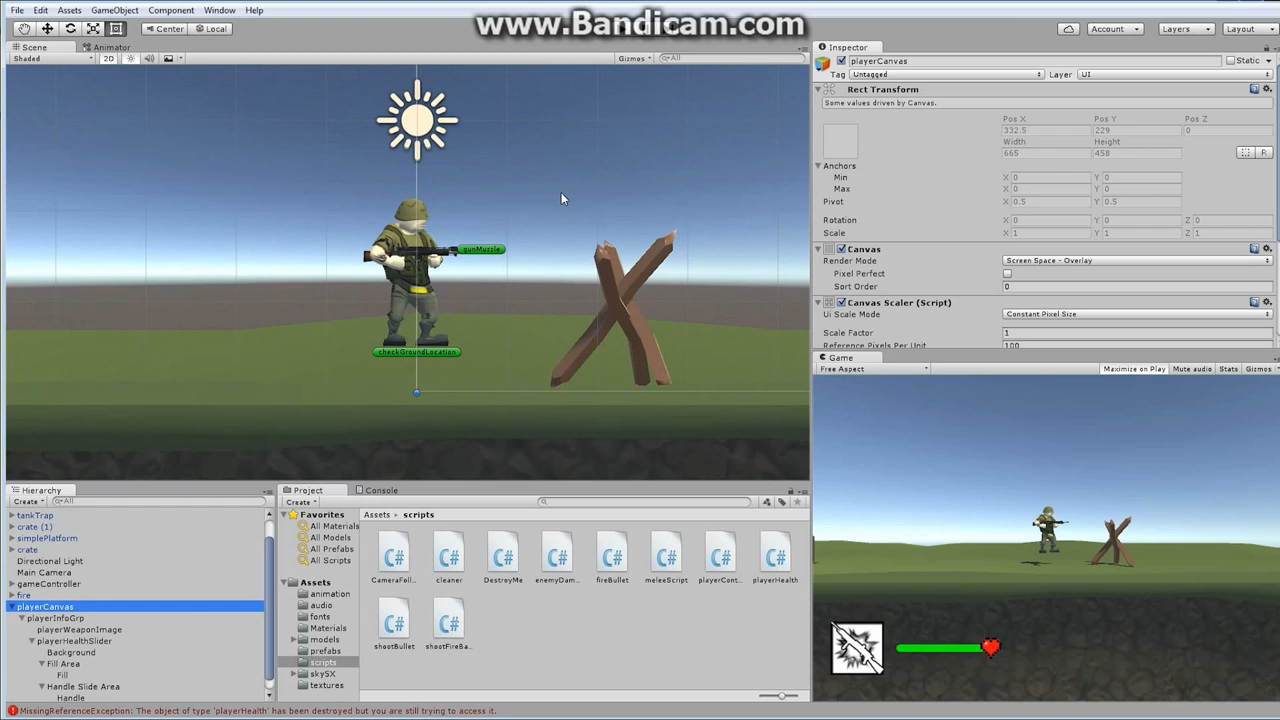 File Edit Assets GameObject Component Window Help
www.Bandicam.com
Center Local Account Layers Layout
Scene Animator
Shaded 2D Gizmos All
gunMuzzle
checkGroundLocation
Inspector
playerCanvas Static
Tag Untagged Layer UI
Rect Transform
Some values driven by Canvas.
Pos X Pos Y Pos Z
332.5 229 0
Width Height
665 458
R
Anchors
Min X 0 Y 0
Max X 0 Y 0
Pivot X 0.5 Y 0.5
Rotation X 0 Y 0 Z 0
Scale X 1 Y 1 Z 1
Canvas
Render Mode Screen Space - Overlay
Pixel Perfect
Sort Order 0
Canvas Scaler (Script)
Ui Scale Mode Constant Pixel Size
Scale Factor 1
Reference Pixels Per Unit 100
Game
Free Aspect Maximize on Play Mute audio Stats Gizmos
Hierarchy
Create All
tankTrap
crate (1)
simplePlatform
crate
Directional Light
Main Camera
gameController
fire
playerCanvas
playerInfoGrp
playerWeaponImage
playerHealthSlider
Background
Fill Area
Fill
Handle Slide Area
Handle
Project Console
Create
Favorites
All Materials
All Models
All Prefabs
All Scripts
Assets
animation
audio
fonts
Materials
models
prefabs
scripts
skySX
textures
Assets scripts
C# C# C# C# C# C# C# C#
CameraFoll... cleaner DestroyMe enemyDam... fireBullet meleeScript playerCont... playerHealth
C# C#
shootBullet shootFireBa...
MissingReferenceException: The object of type 'playerHealth' has been destroyed but you are still trying to access it.